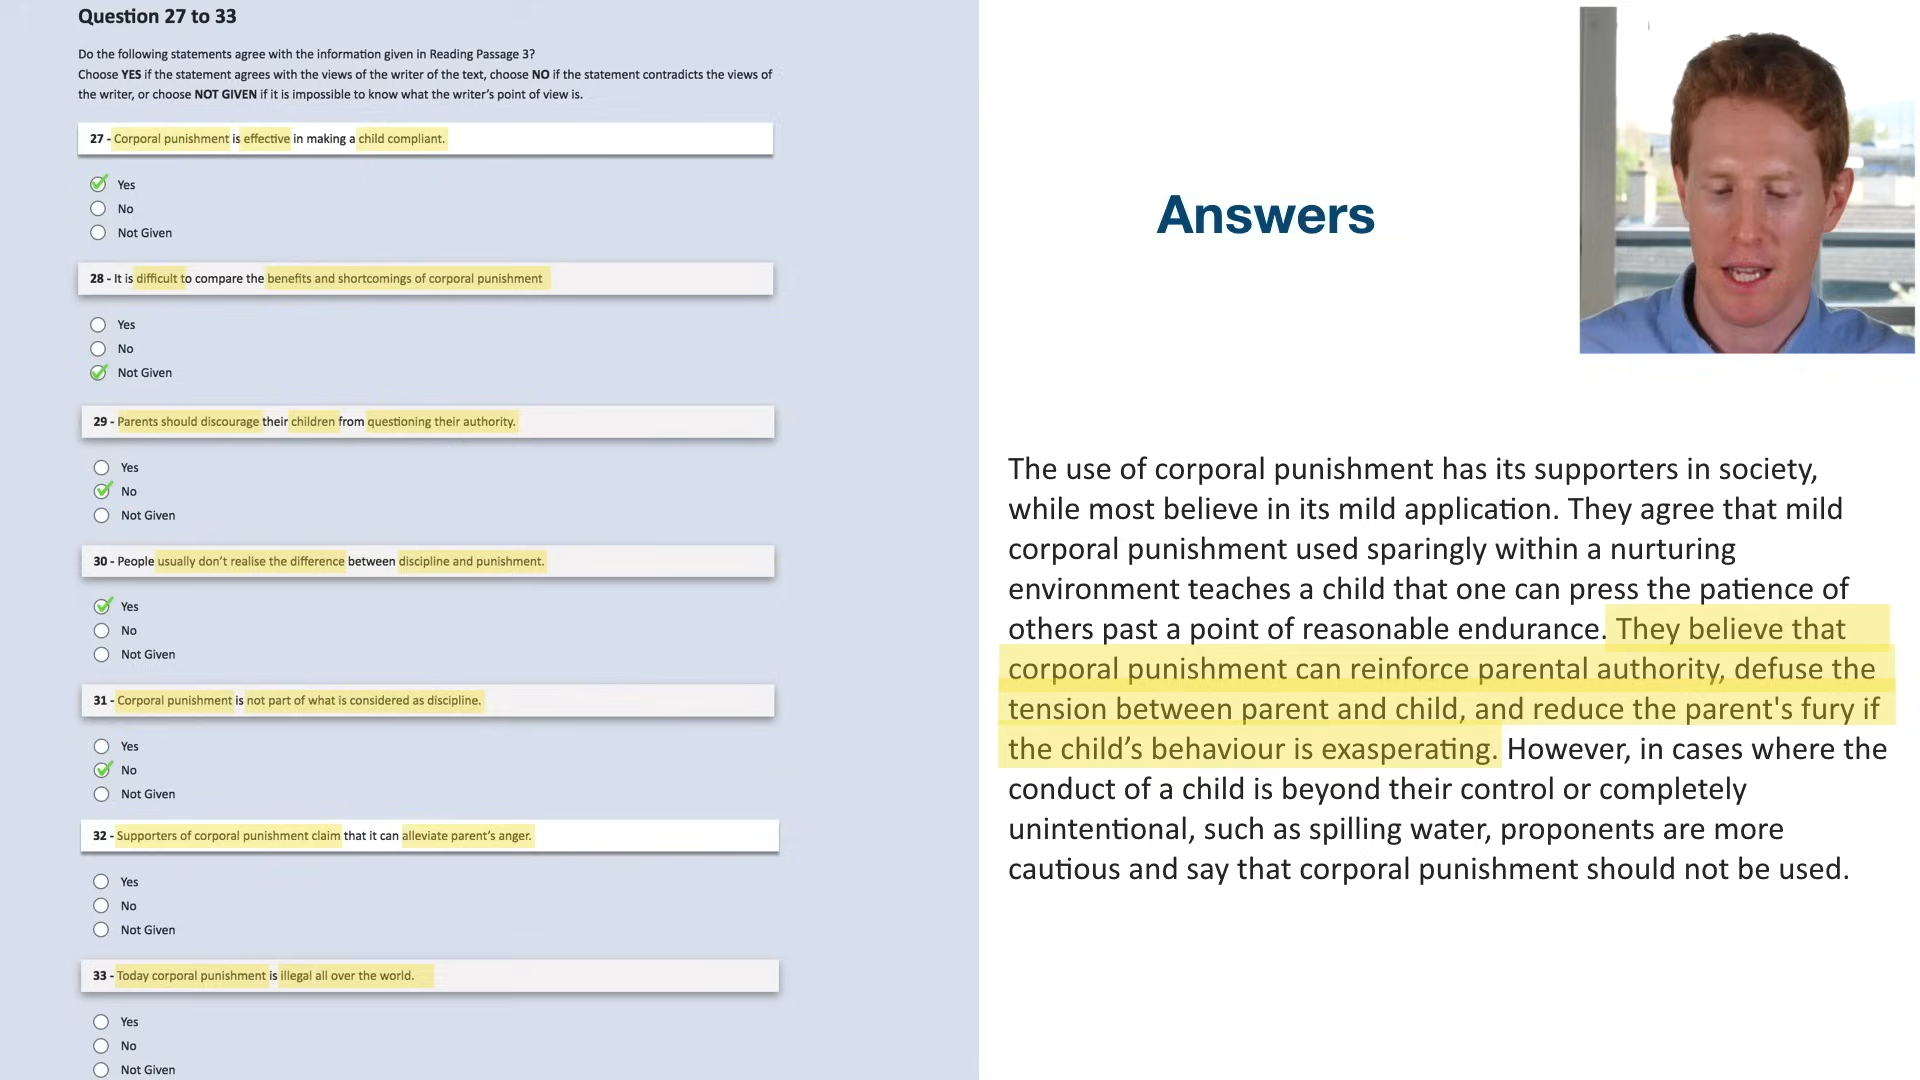 Question 27 to 33
Do the following statements agree with the information given in Reading Passage 3?
Choose YES if the statement agrees with the views of the writer of the text, choose NO if the statement contradicts the views of
the writer, or choose NOT GIVEN if it is impossible to know what the writer's point of view is.
27 - Corporal punishment is effective in making a child compliant.
Yes
No
Not Given
28 - It is difficult to compare the benefits and shortcomings of corporal punishment
Yes
No
Not Given
29 - Parents should discourage their children from questioning their authority.
Yes
No
Not Given
30 - People usually don't realise the difference between discipline and punishment.
Yes
No
Not Given
31 - Corporal punishment is not part of what is considered as discipline.
Yes
No
Not Given
32 - Supporters of corporal punishment claim that it can alleviate parent's anger.
Yes
No
Not Given
33 - Today corporal punishment is illegal all over the world.
Yes
No
Not Given
Answers
The use of corporal punishment has its supporters in society,
while most believe in its mild application. They agree that mild
corporal punishment used sparingly within a nurturing
environment teaches a child that one can press the patience of
others past a point of reasonable endurance. They believe that
corporal punishment can reinforce parental authority, defuse the
tension between parent and child, and reduce the parent's fury if
the child’s behaviour is exasperating. However, in cases where the
conduct of a child is beyond their control or completely
unintentional, such as spilling water, proponents are more
cautious and say that corporal punishment should not be used.